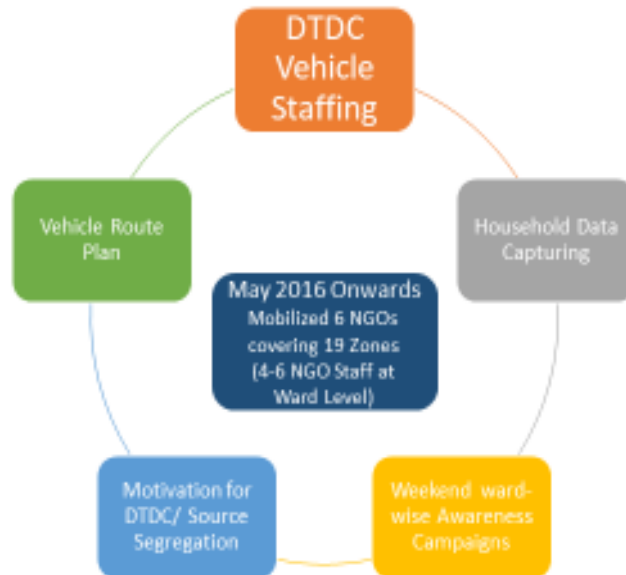 DTDC
Vehicle
Staffing
Vehicle Route
Plan
Household Data
Capturing
May 2016 Onwards
Mobilized 6 NGOs
covering 19 Zones
(4-6 NGO Staff at
Ward Level)
Motivation for
DTDC/ Source
Segregation
Weekend ward-
wise Awareness
Campaigns